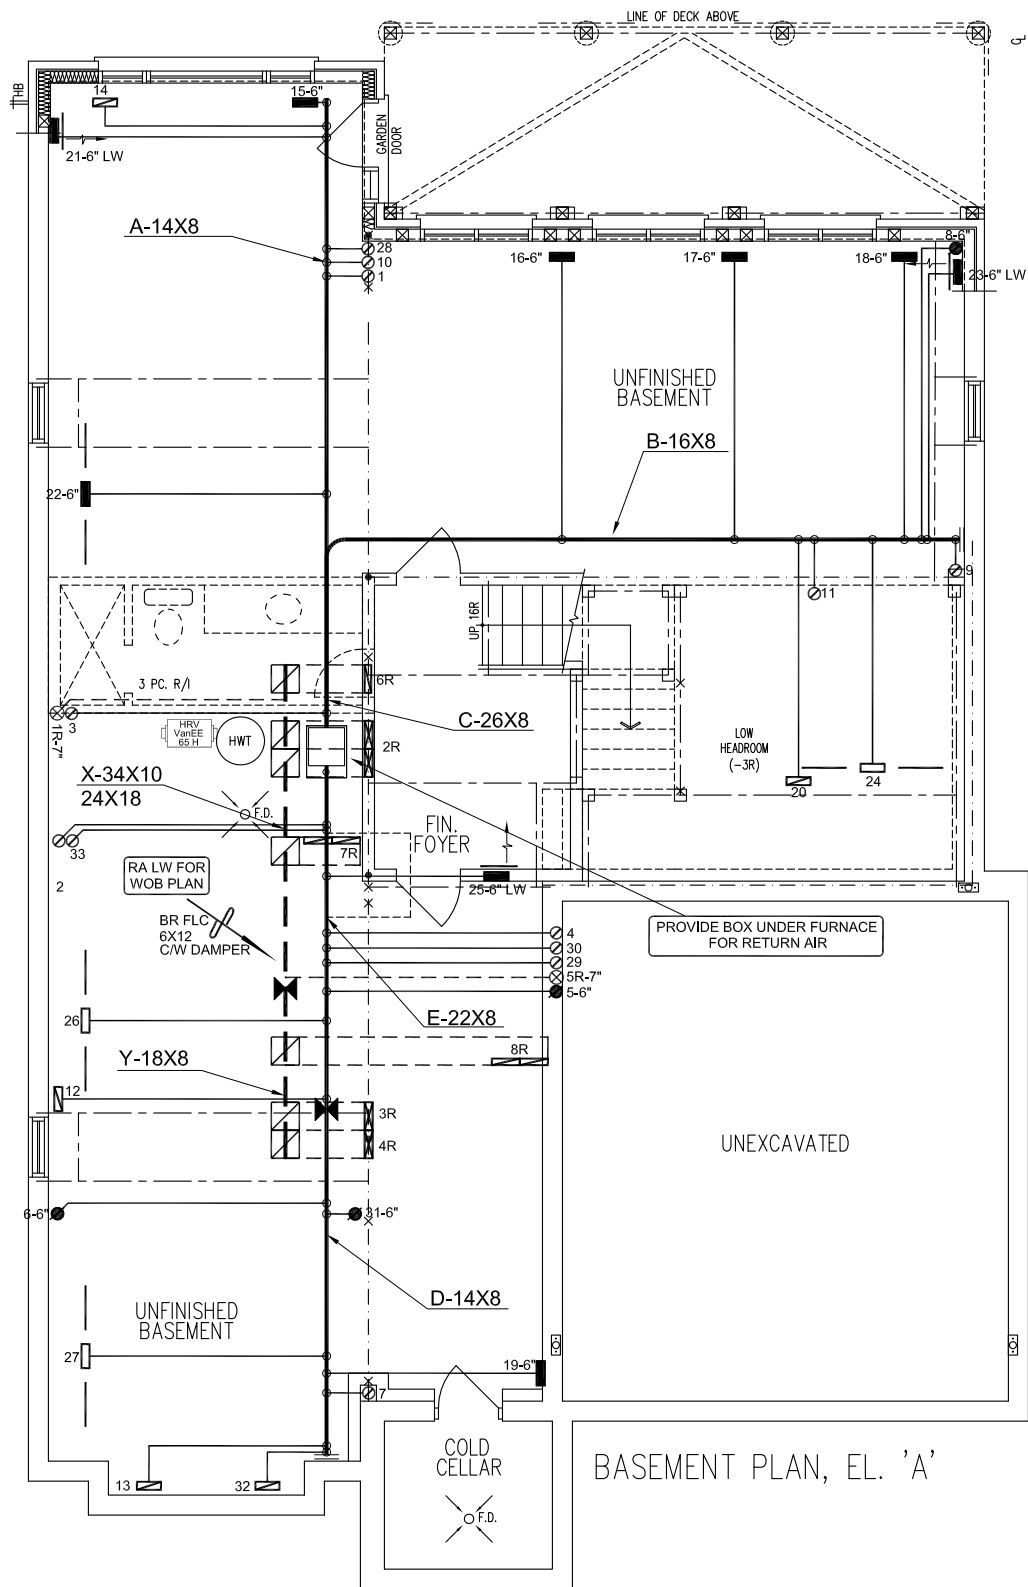 LINE OF DECK ABOVE
HB
14
15-6"
GARDEN
DOOR
21-6" LW
A-14X8
28
10
1
16-6"
17-6"
18-6"
8-6"
23-6" LW
UNFINISHED
BASEMENT
B-16X8
22-6"
9
11
UP 16R
3 PC. R/I
6R
1R-7"
3
HRV
VanEE
65 H
HWT
C-26X8
2R
LOW
HEADROOM
(-3R)
X-34X10
24X18
20
24
F.D.
FIN.
FOYER
33
7R
RA LW FOR
WOB PLAN
2
25-6" LW
BR FLC
6X12
C/W DAMPER
PROVIDE BOX UNDER FURNACE
FOR RETURN AIR
4
30
29
5R-7"
5-6"
26
E-22X8
8R
Y-18X8
12
3R
4R
UNEXCAVATED
6-6"
31-6"
D-14X8
UNFINISHED
BASEMENT
27
19-6"
7
COLD
CELLAR
BASEMENT PLAN, EL. 'A'
13
32
F.D.